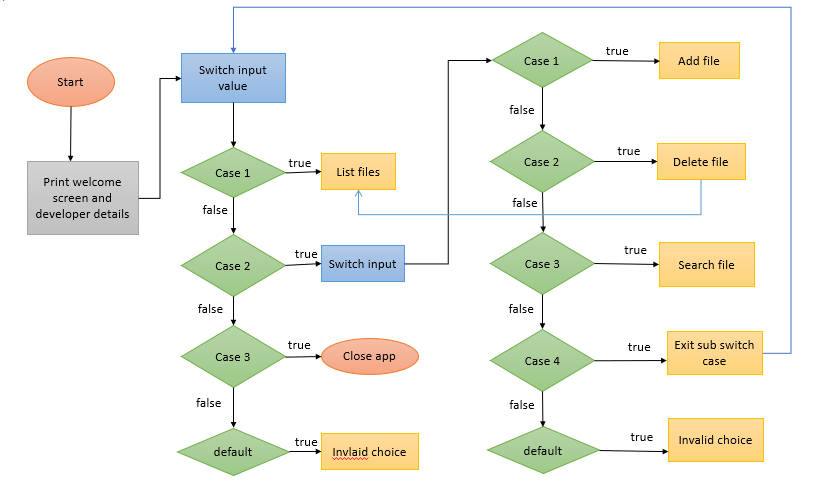 Start
Print welcome
screen and
developer details
Switch input
value
Case 1
true
List files
false
Case 2
true
Switch input
false
Case 3
true
Close app
false
default
true
Invlaid choice
Case 1
true
Add file
false
Case 2
true
Delete file
false
Case 3
true
Search file
false
Case 4
true
Exit sub switch
case
false
default
true
Invalid choice